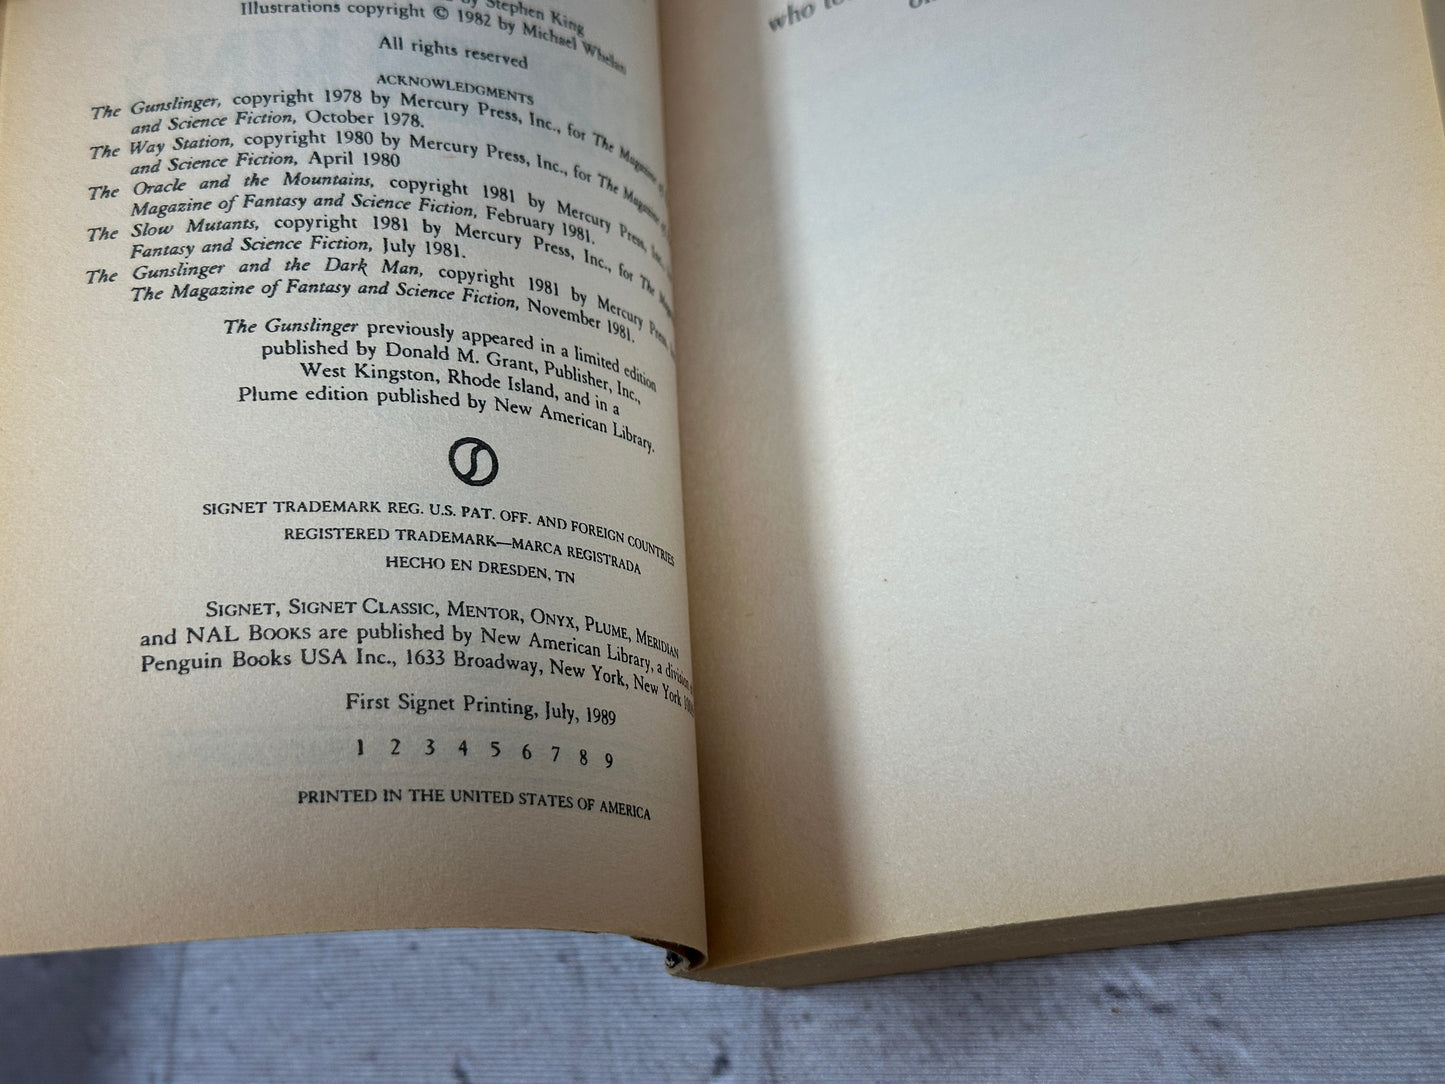 by Stephen King
Illustrations copyright © 1982 by Michael Whelan
All rights reserved
ACKNOWLEDGMENTS
The Gunslinger, copyright 1978 by Mercury Press, Inc., for The Magazine of
and Science Fiction, October 1978.
The Way Station, copyright 1980 by Mercury Press, Inc., for The Magazine of
and Science Fiction, April 1980
The Oracle and the Mountains, copyright 1981 by Mercury Press, Inc.,
Magazine of Fantasy and Science Fiction, February 1981.
The Slow Mutants, copyright 1981 by Mercury Press, Inc., for The
Fantasy and Science Fiction, July 1981.
The Gunslinger and the Dark Man, copyright 1981 by Mercury Press,
The Magazine of Fantasy and Science Fiction, November 1981.
The Gunslinger previously appeared in a limited edition
published by Donald M. Grant, Publisher, Inc.,
West Kingston, Rhode Island, and in a
Plume edition published by New American Library.
SIGNET TRADEMARK REG. U.S. PAT. OFF. AND FOREIGN COUNTRIES
REGISTERED TRADEMARK—MARCA REGISTRADA
HECHO EN DRESDEN, TN
SIGNET, SIGNET CLASSIC, MENTOR, ONYX, PLUME, MERIDIAN
and NAL BOOKS are published by New American Library, a division
Penguin Books USA Inc., 1633 Broadway, New York, New York
First Signet Printing, July, 1989
1 2 3 4 5 6 7 8 9
PRINTED IN THE UNITED STATES OF AMERICA
who